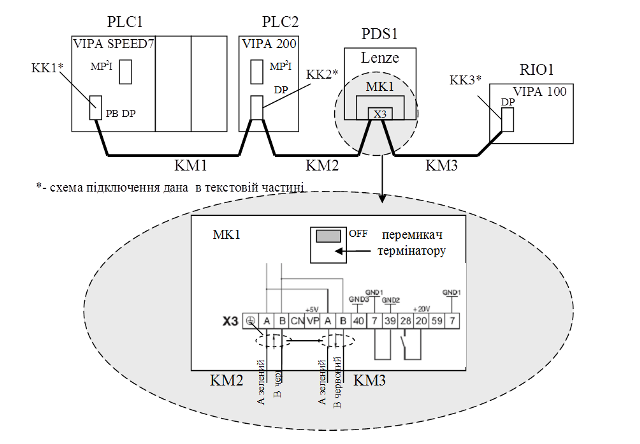 PLC1 PLC2 PDS1 RIO1
VIPA SPEED7 VIPA 200 Lenze VIPA 100
KK1* MP²I MP²I KK2* MK1 KK3*
PB DP DP X3 DP
KM1 KM2 KM3
*- схема підключення дана в текстовій частині
MK1 OFF перемикач
термінатору
+5V GND3 GND1 GND2 +20V GND1
X3 A B CN VP A B 40 7 39 28 20 59 7
А зелений
А зелений
В червоний
KM2 KM3